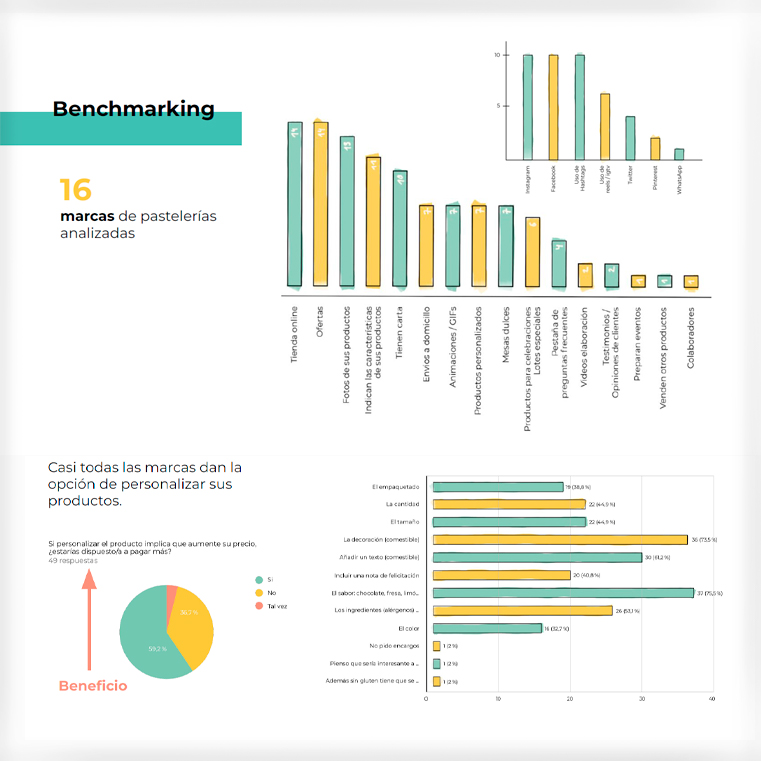 Benchmarking
16
marcas de pastelerías
analizadas
10
5
Instagram
Facebook
Uso de
Hashtags
Uso de
reels / igtv
Twitter
Pinterest
WhatsApp
14
14
13
11
10
7
7
7
7
6
4
2
2
1
1
1
Tienda online
Ofertas
Fotos de sus productos
Indican las características
de sus productos
Tienen carta
Envíos a domicilio
Animaciones / GIFs
Productos personalizados
Mesas dulces
Productos para celebraciones
Lotes especiales
Pestaña de
preguntas frecuentes
Videos elaboración
Testimonios /
Opiniones de clientes
Preparan eventos
Venden otros productos
Colaboradores
Casi todas las marcas dan la
opción de personalizar sus
productos.
Si personalizar el producto implica que aumente su precio,
¿estarías dispuesto/a a pagar más?
49 respuestas
Sí
No
Tal vez
36,7 %
59,2 %
Beneficio
El empaquetado
19 (38,8 %)
La cantidad
22 (44,9 %)
El tamaño
22 (44,9 %)
La decoración (comestible)
36 (73,5 %)
Añadir un texto (comestible)
30 (61,2 %)
Incluir una nota de felicitación
20 (40,8 %)
El sabor: chocolate, fresa, limó...
37 (75,5 %)
Los ingredientes (alérgenos) ...
26 (53,1 %)
El color
16 (32,7 %)
No pido encargos
1 (2 %)
Pienso que sería interesante a ...
1 (2 %)
Además sin gluten tiene que se ...
1 (2 %)
0
10
20
30
40